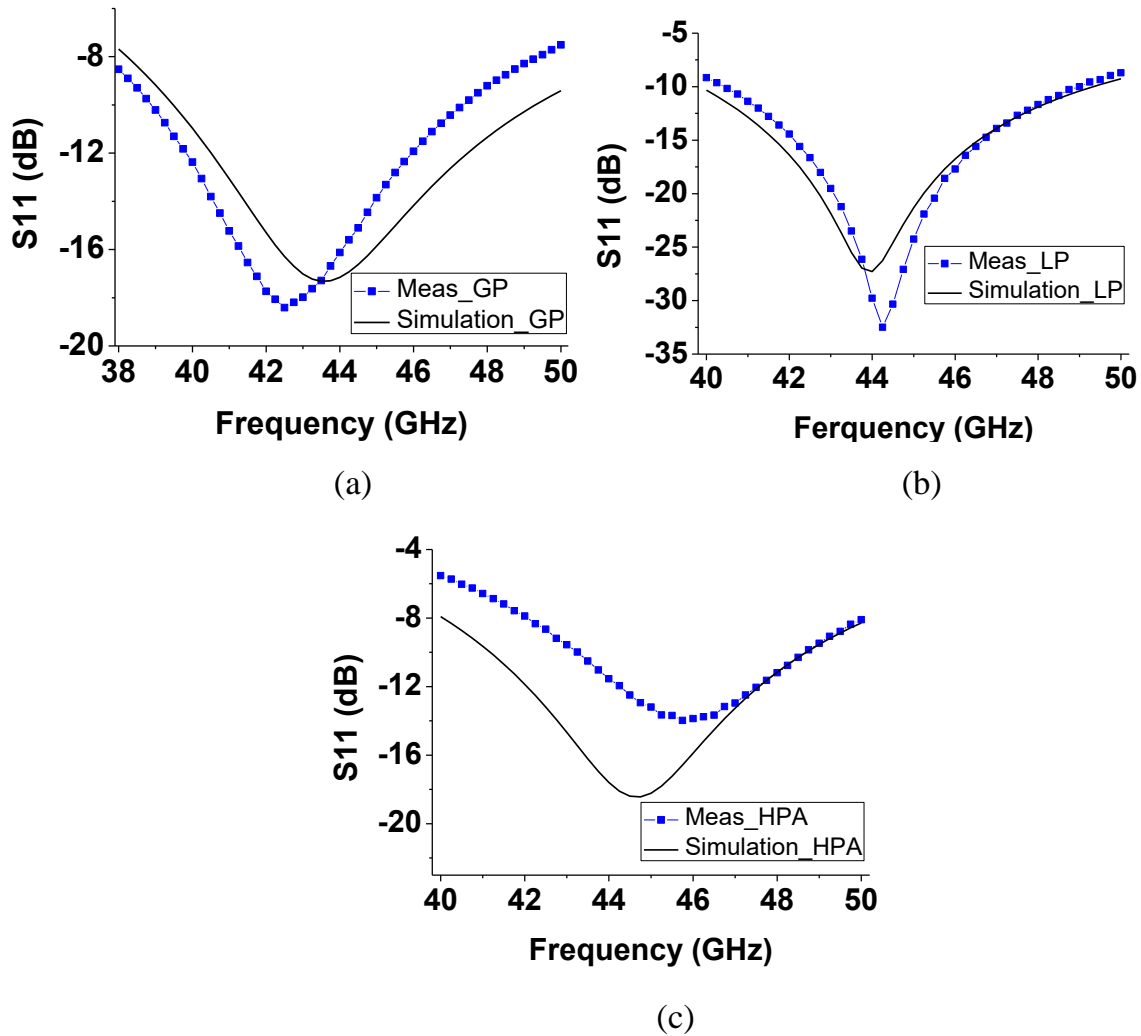 -8
-12
-16
-20
S11 (dB)
Meas_GP
Simulation_GP
38 40 42 44 46 48 50
Frequency (GHz)
(a)
-5
-10
-15
-20
-25
-30
-35
S11 (dB)
Meas_LP
Simulation_LP
40 42 44 46 48 50
Ferquency (GHz)
(b)
-4
-8
-12
-16
-20
S11 (dB)
Meas_HPA
Simulation_HPA
40 42 44 46 48 50
Frequency (GHz)
(c)